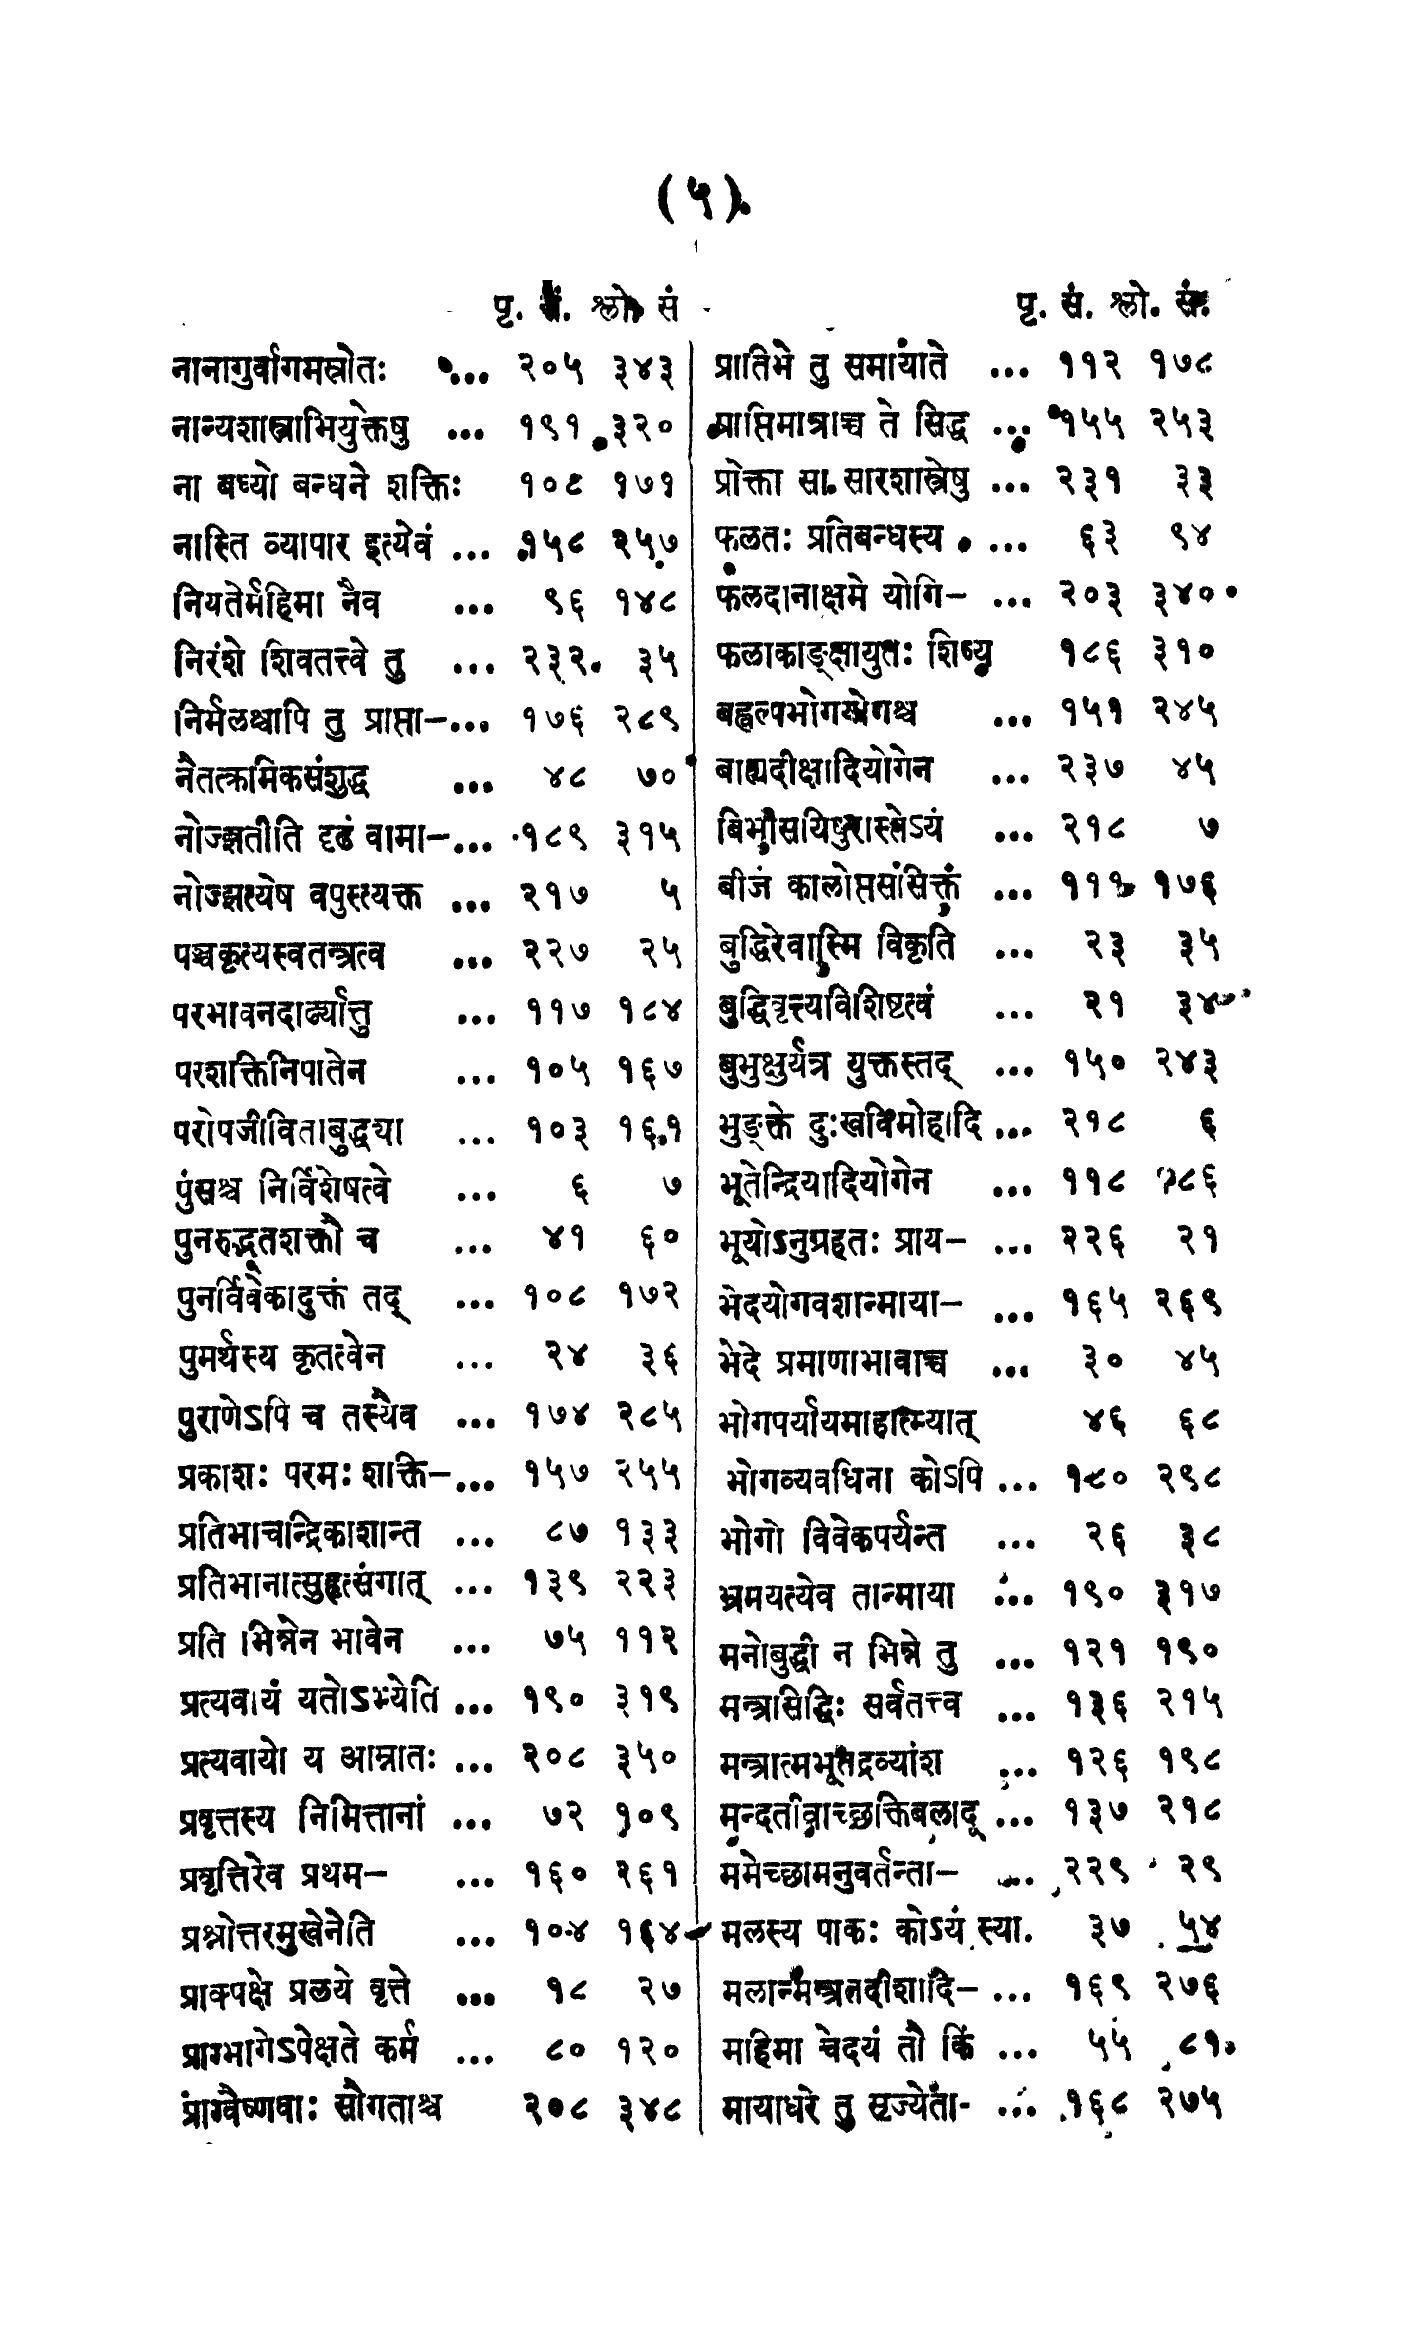 (५)
पृ. सं. श्लो. सं
नानागुर्वागमस्रोतः ... २०५ ३४३
नान्यशास्त्राभियुक्तेषु ... १९१ ३२०
ना बध्यो बन्धने शक्तिः १०८ १७१
नास्ति व्यापार इत्येवं ... १५८ २५७
नियतेर्महिमा नैव ... ९६ १४८
निरंशे शिवतत्त्वे तु ... २३२ ३५
निर्मलश्चापि तु प्राप्ता–... १७६ २८९
नैतत्क्रमिकसंशुद्ध ... ४८ ७०
नोज्झतीति दृढं वामा–... १८९ ३१५
नोज्झत्येष वपुस्त्यक्त ... २१७ ५
पञ्चकृत्यस्वतन्त्रत्व ... २२७ २५
परभावनदार्ढ्यात्तु ... ११७ १८४
परशक्तिनिपातेन ... १०५ १६७
परोपजीविताबुद्ध्या ... १०३ १६१
पुंसश्च निर्विशेषत्वे ... ६ ७
पुनरुद्भूतशक्तौ च ... ४१ ६०
पुनर्विवेकादुक्तं तद् ... १०८ १७२
पुमर्थस्य कृतत्वेन ... २४ ३६
पुराणेऽपि च तस्यैव ... १७४ २८५
प्रकाशः परमः शक्ति–... १५७ २५५
प्रतिभाचन्द्रिकाशान्त ... ८७ १३३
प्रतिभानात्सुहृत्संगात् ... १३९ २२३
प्रति भिन्नेन भावेन ... ७५ ११२
प्रत्यवायं यतोऽभ्येति ... १९० ३१९
प्रत्यवायो य आम्नातः ... २०८ ३५०
प्रवृत्तस्य निमित्तानां ... ७२ १०९
प्रवृत्तिरेव प्रथम– ... १६० २६१
प्रश्नोत्तरमुखेनेति ... १०४ १६४
प्राक्पक्षे प्रलये वृत्ते ... १८ २७
प्राग्भागेऽपेक्षते कर्म ... ८० १२०
प्राग्वैष्णवाः सौगताश्च २०८ ३४८
पृ. सं. श्लो. सं.
प्रातिभे तु समायाते ... ११२ १७८
प्राप्तिमात्राच्च ते सिद्ध ... १५५ २५३
प्रोक्ता सा सारशास्त्रेषु ... २३१ ३३
फलतः प्रतिबन्धस्य ... ६३ ९४
फलदानाक्षमे योगि– ... २०३ ३४०
फलाकाङ्क्षायुतः शिष्य १८६ ३१०
बह्वल्पभोगयोगश्च ... १५१ २४५
बाह्यदीक्षादियोगेन ... २३७ ४५
बिभासयिषुरास्तेऽयं ... २१८ ७
बीजं कालोप्तसंसिक्तं ... १११ १७६
बुद्धिरेवास्मि विकृति ... २३ ३५
बुद्धिवृत्त्यविशिष्टत्वं ... २१ ३४
बुभुक्षुर्यत्र युक्तस्तद् ... १५० २४३
भुङ्क्ते दुःखविमोहादि ... २१८ ६
भूतेन्द्रियादियोगेन ... ११८ १८६
भूयोऽनुग्रहतः प्राय– ... २२६ २१
भेदयोगवशान्माया– ... १६५ २६९
भेदे प्रमाणाभावाच्च ... ३० ४५
भोगपर्यायमाहात्म्यात् ४६ ६८
भोगव्यवधिना कोऽपि ... १८० २९८
भोगो विवेकपर्यन्त ... २६ ३८
भ्रमयत्येव तान्माया ... १९० ३१७
मनोबुद्धी न भिन्ने तु ... १२१ १९०
मन्त्रसिद्धिः सर्वतत्त्व ... १३६ २१५
मन्त्रात्मभूतद्रव्यांश ... १२६ १९८
मन्दतीव्राच्छक्तिबलाद् ... १३७ २१८
ममेच्छामनुवर्तन्ता– ... २२९ २९
मलस्य पाकः कोऽयं स्या. ३७ ५४
मलान्मन्त्रतदीशादि– ... १६९ २७६
महिमा चेदयं तौ किं ... ५५ ८१
मायाधरे तु सृज्येता- ... १६८ २७५